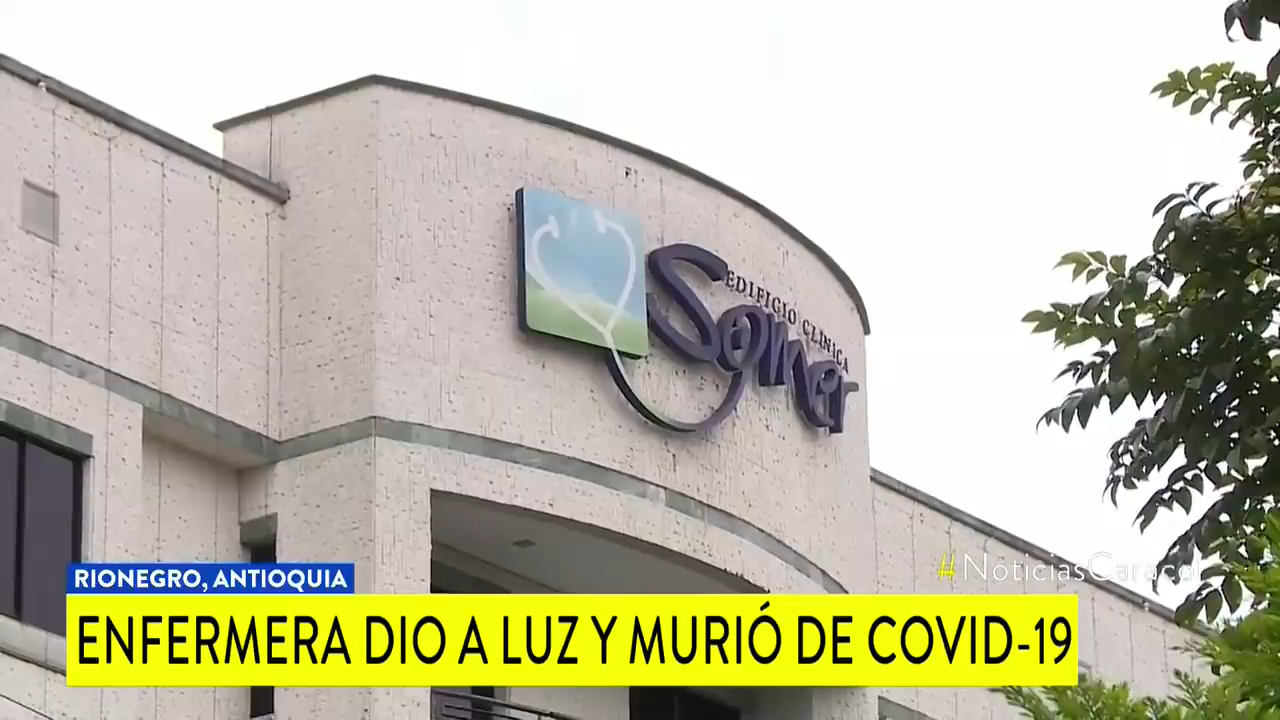 EDIFICIO CLÍNICA
Somer
#NoticiasCaracol
RIONEGRO, ANTIOQUIA
ENFERMERA DIO A LUZ Y MURIÓ DE COVID-19